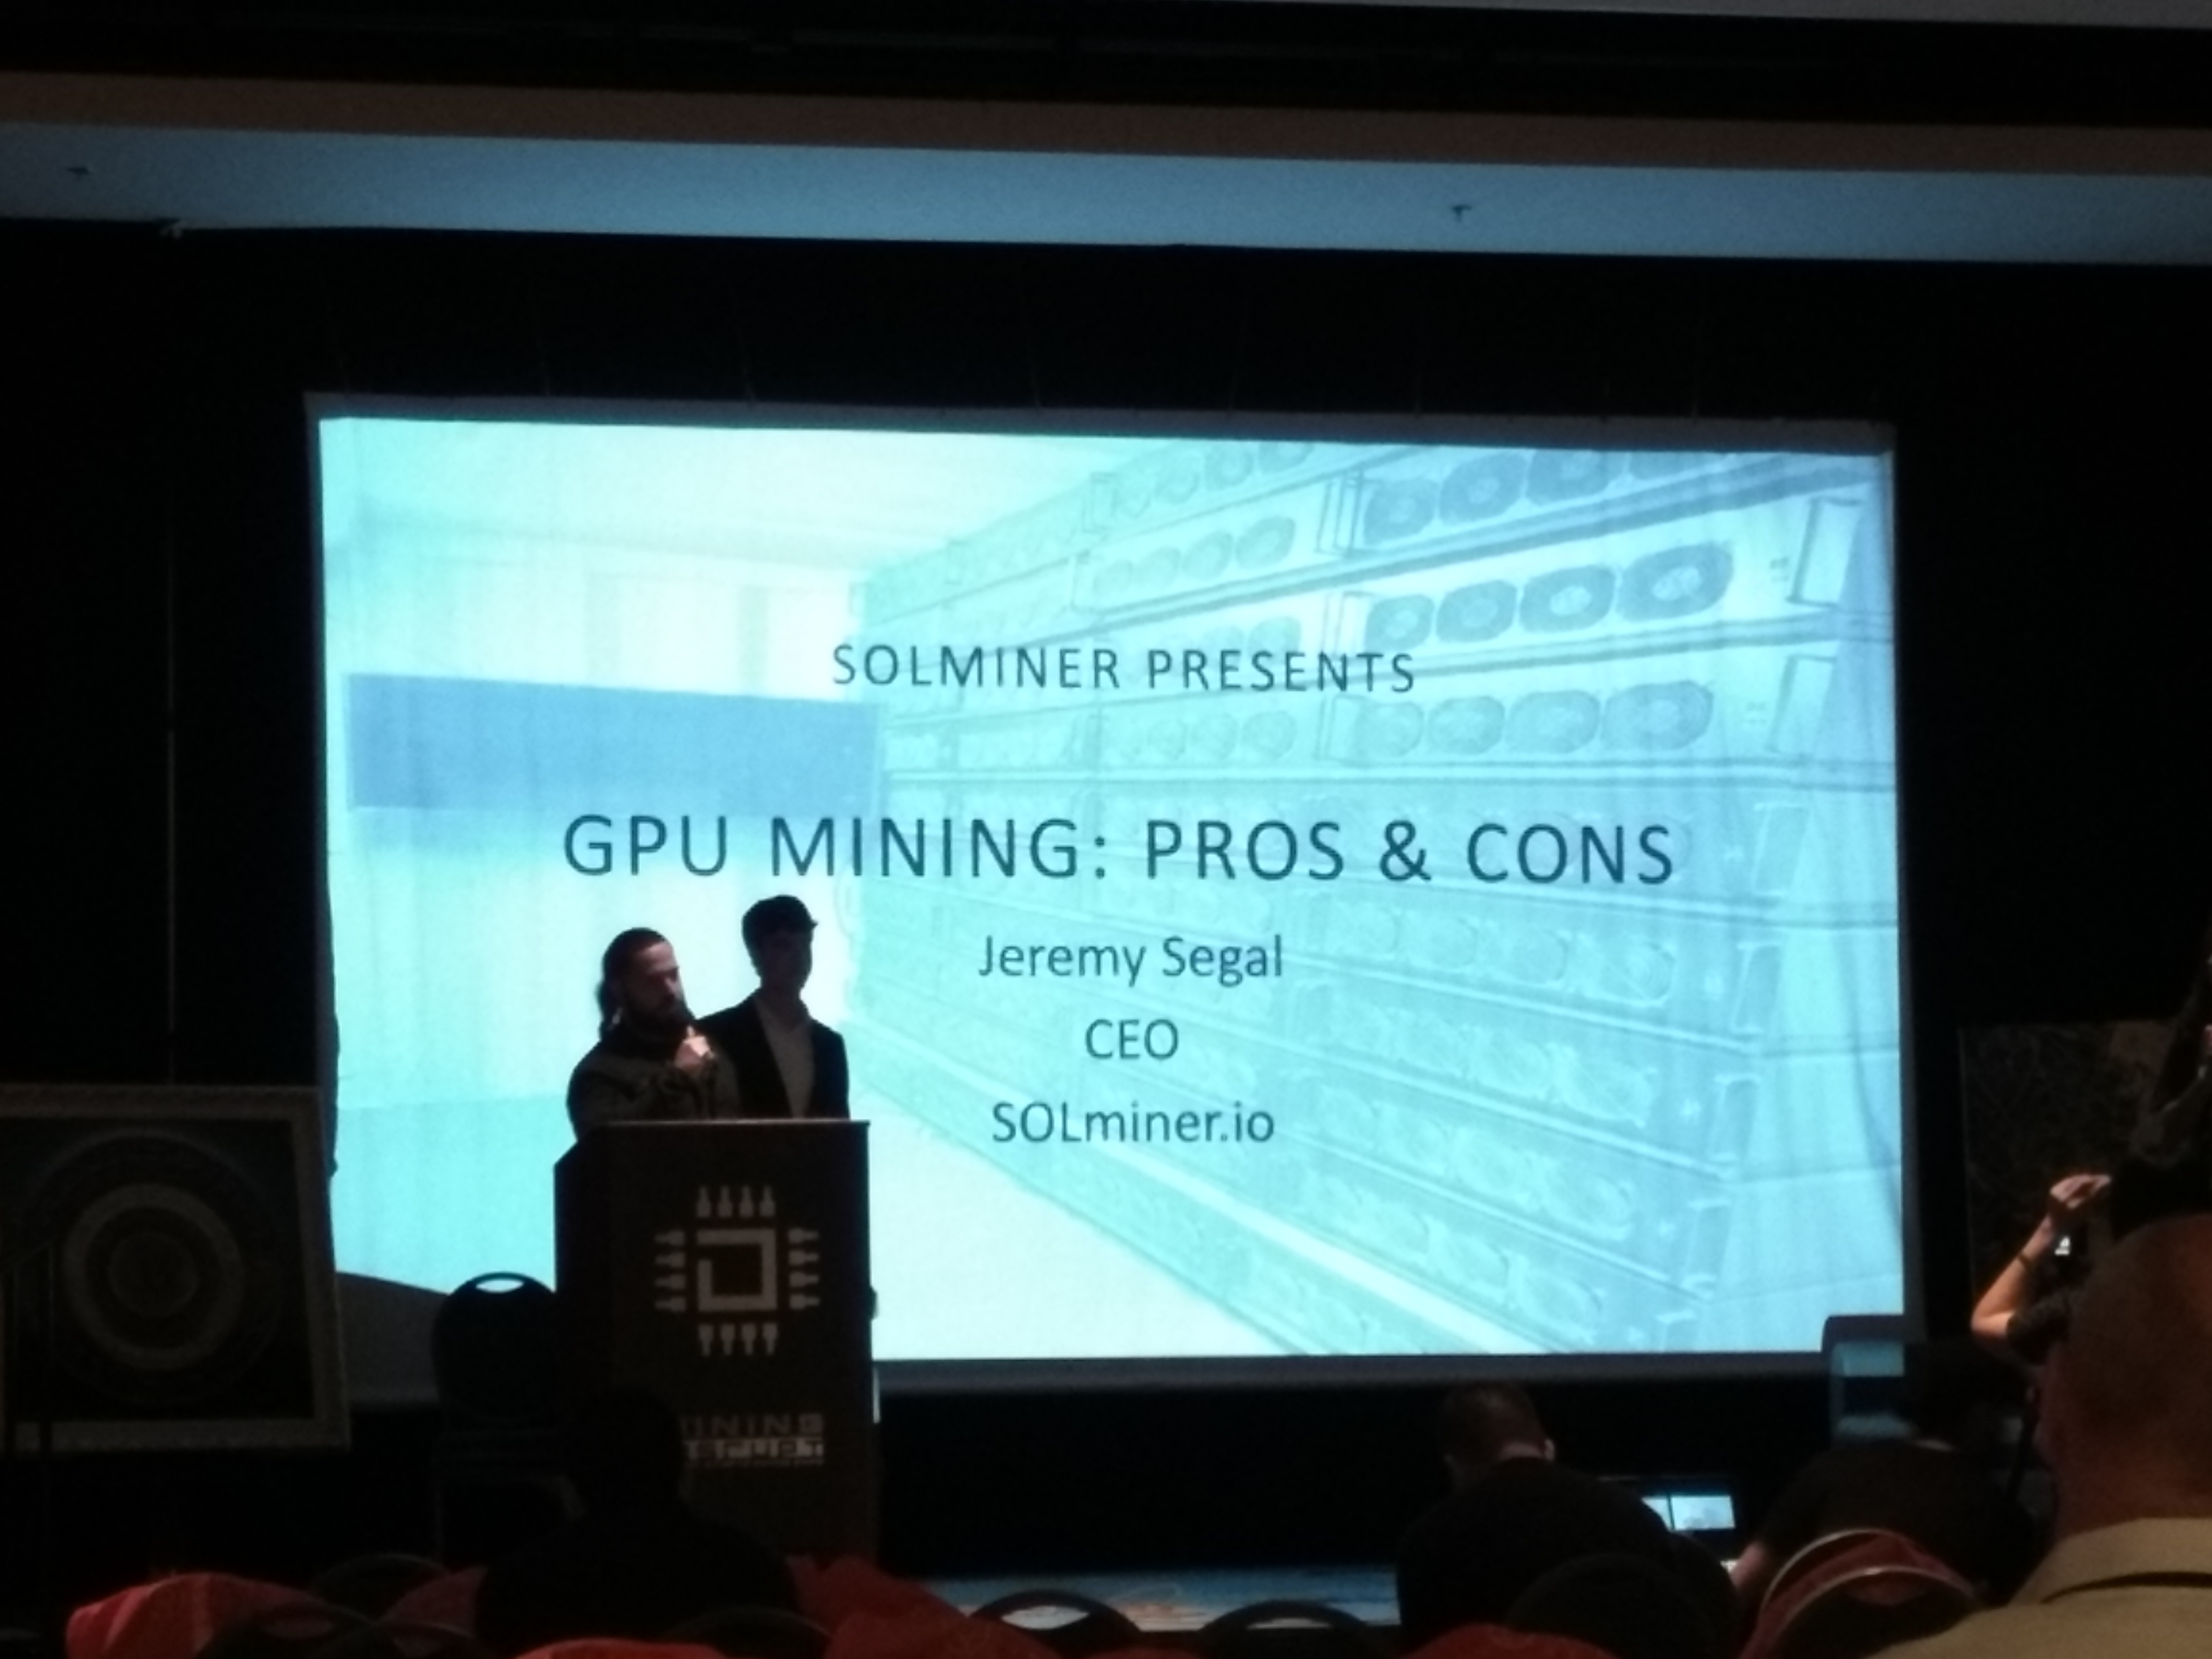 SOLMINER PRESENTS
GPU MINING: PROS & CONS
Jeremy Segal
CEO
SOLminer.io